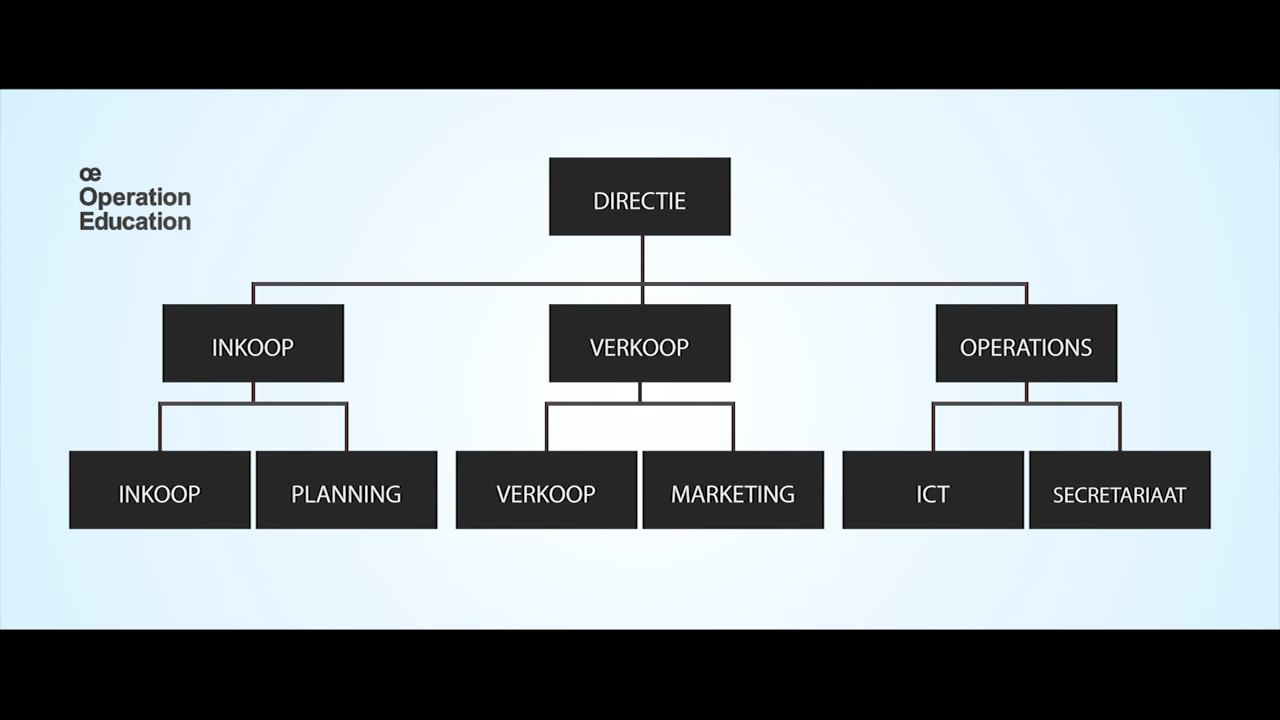 œ
Operation
Education
DIRECTIE
INKOOP
VERKOOP
OPERATIONS
INKOOP
PLANNING
VERKOOP
MARKETING
ICT
SECRETARIAAT